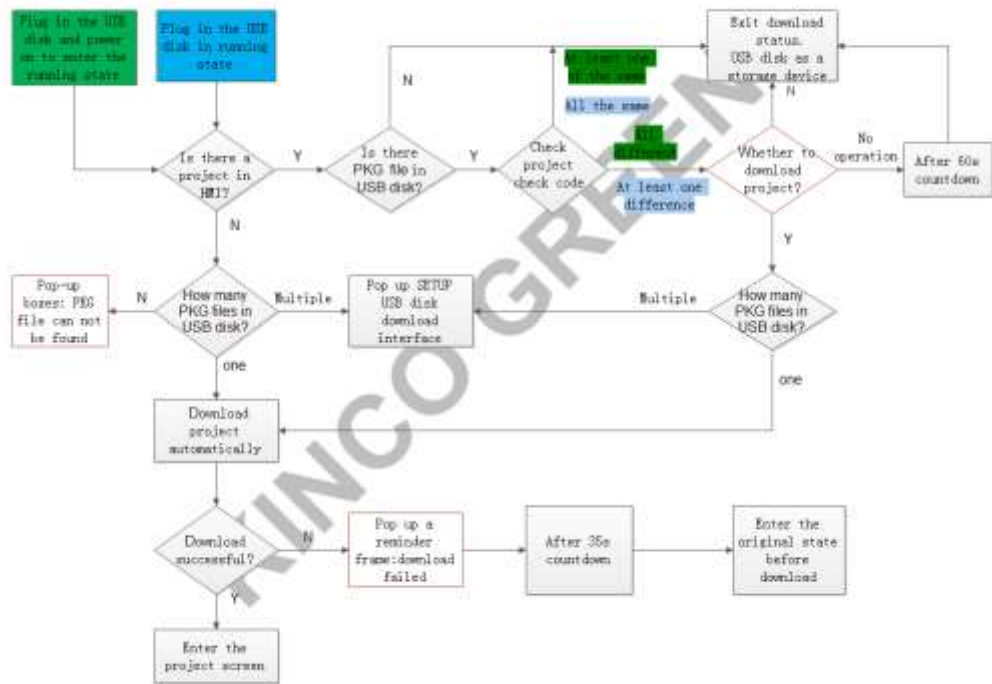 Plug in the USB
disk and power
on to enter the
running state
Plug in the USB
disk in running
state
N
At least one
of the same
All the same
Exit download
status,
USB disk as a
storage device
Is there a
project in
HMI?
Y
Is there
PKG file in
USB disk?
Y
Check
project
check code
All
difference
At least one
difference
N
Whether to
download
project?
No
operation
After 60s
countdown
N
Y
Pop-up
boxes: PKG
file can not
be found
N
How many
PKG files in
USB disk?
Multiple
Pop up SETUP
USB disk
download
interface
Multiple
How many
PKG files in
USB disk?
one
one
Download
project
automatically
Download
successful?
N
Pop up a
reminder
frame:download
failed
After 35s
countdown
Enter the
original state
before
download
Y
Enter the
project screen
KINCO GREEN